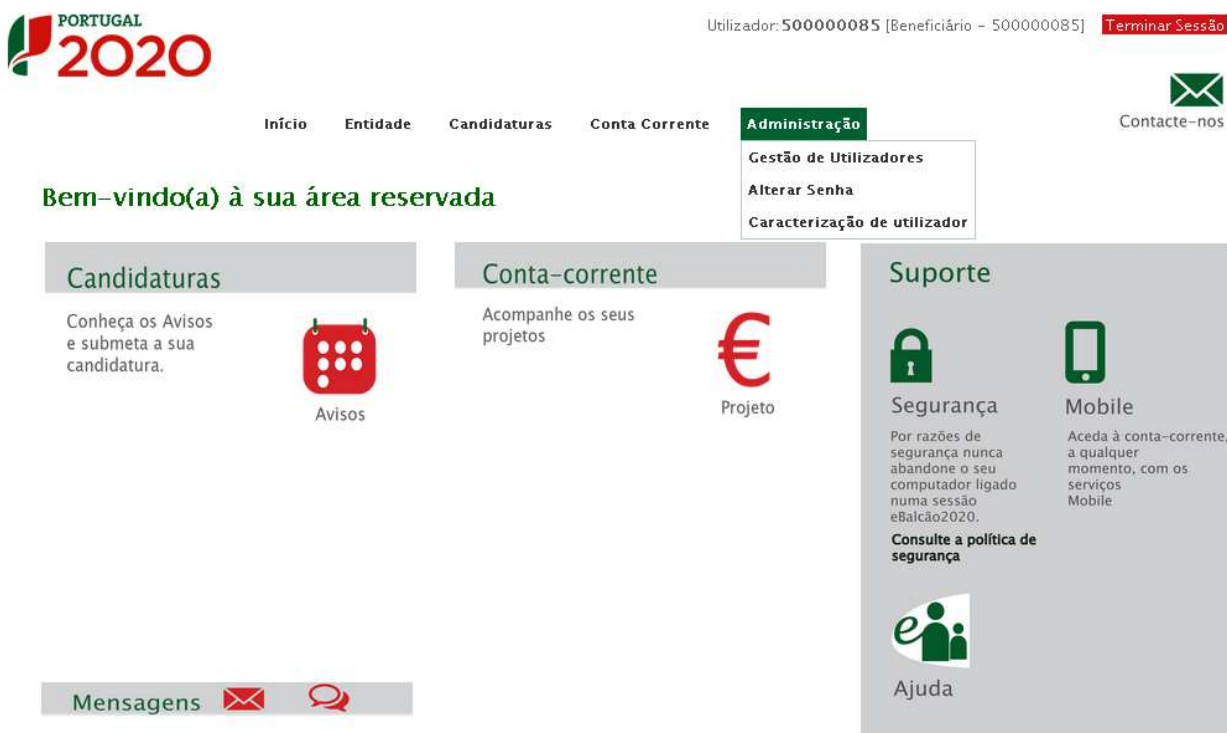 PORTUGAL
2020
Utilizador: 500000085 [Beneficiário - 500000085] Terminar Sessão
Contacte-nos
Início Entidade Candidaturas Conta Corrente Administração
Gestão de Utilizadores
Alterar Senha
Caracterização de utilizador
Bem-vindo(a) à sua área reservada
Candidaturas
Conheça os Avisos
e submeta a sua
candidatura.
Avisos
Conta-corrente
Acompanhe os seus
projetos
€
Projeto
Suporte
Segurança
Por razões de
segurança nunca
abandone o seu
computador ligado
numa sessão
eBalcão2020.
Consulte a política de
segurança
Mobile
Aceda à conta-corrente,
a qualquer
momento, com os
serviços
Mobile
e
Ajuda
Mensagens